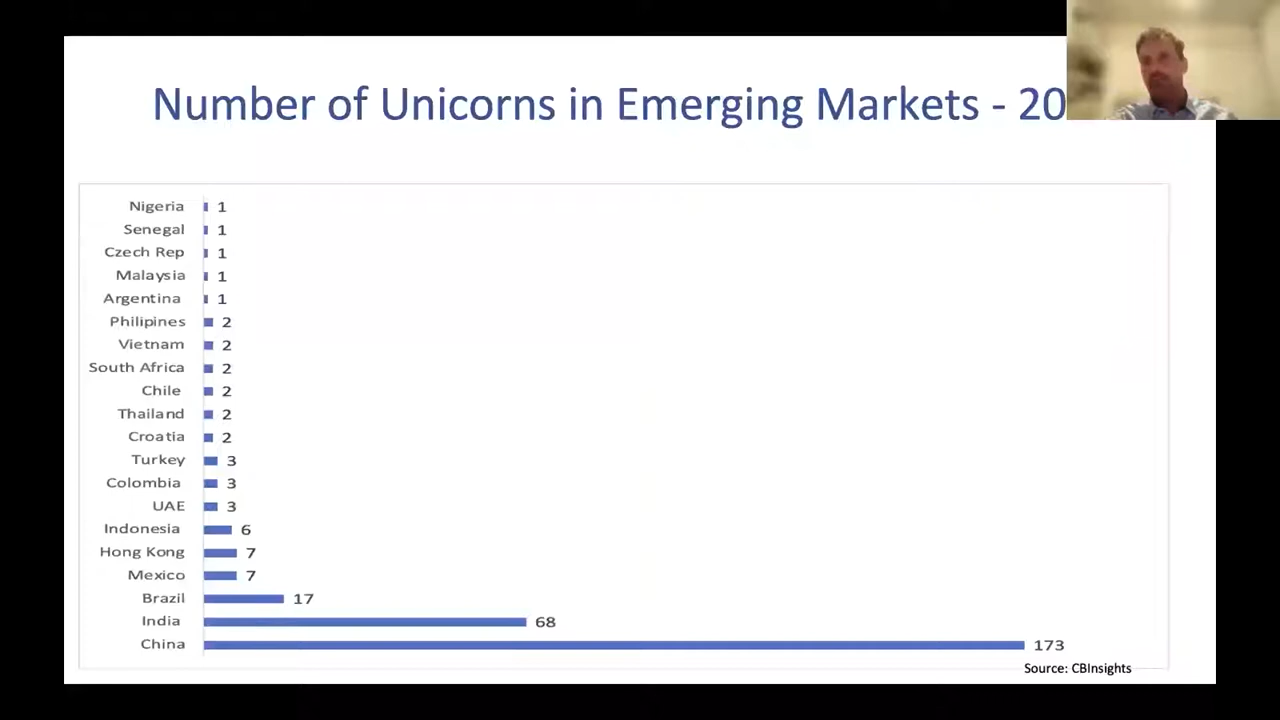 Number of Unicorns in Emerging Markets - 20
Nigeria 1
Senegal 1
Czech Rep 1
Malaysia 1
Argentina 1
Philipines 2
Vietnam 2
South Africa 2
Chile 2
Thailand 2
Croatia 2
Turkey 3
Colombia 3
UAE 3
Indonesia 6
Hong Kong 7
Mexico 7
Brazil 17
India 68
China 173
Source: CBInsights